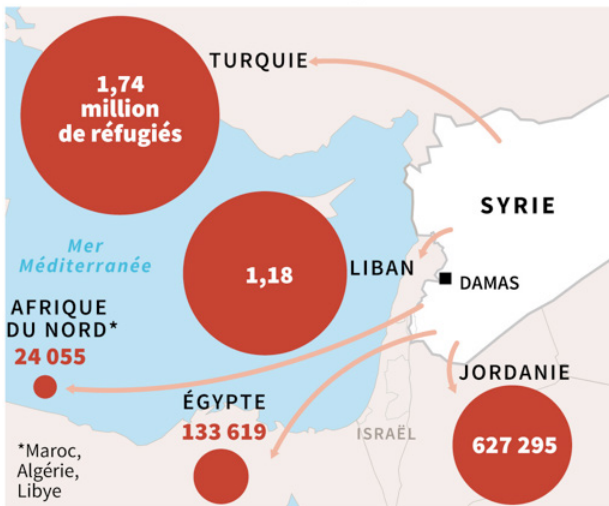 TURQUIE
1,74
million
de réfugiés
SYRIE
Mer
Méditerranée
1,18
LIBAN
DAMAS
AFRIQUE
DU NORD*
24 055
ÉGYPTE
133 619
ISRAËL
JORDANIE
627 295
*Maroc,
Algérie,
Libye